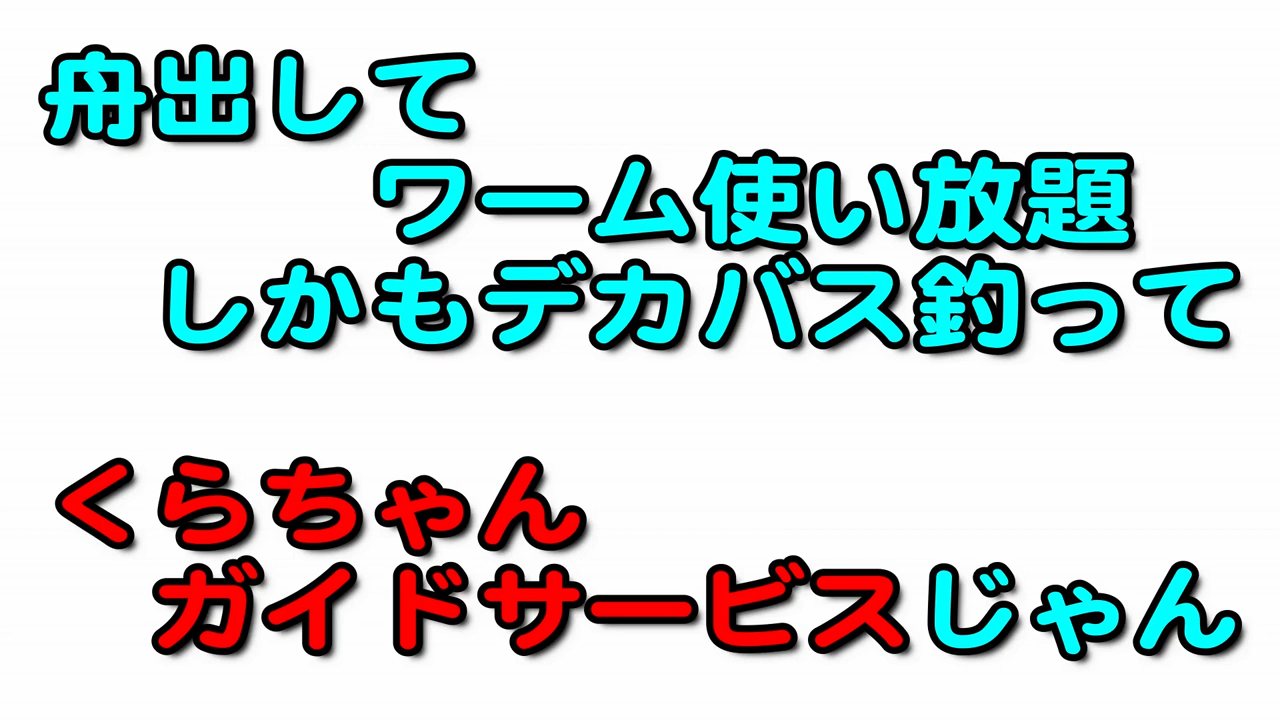 舟出して
ワーム使い放題
しかもデカバス釣って
くらちゃん
ガイドサービスじゃん